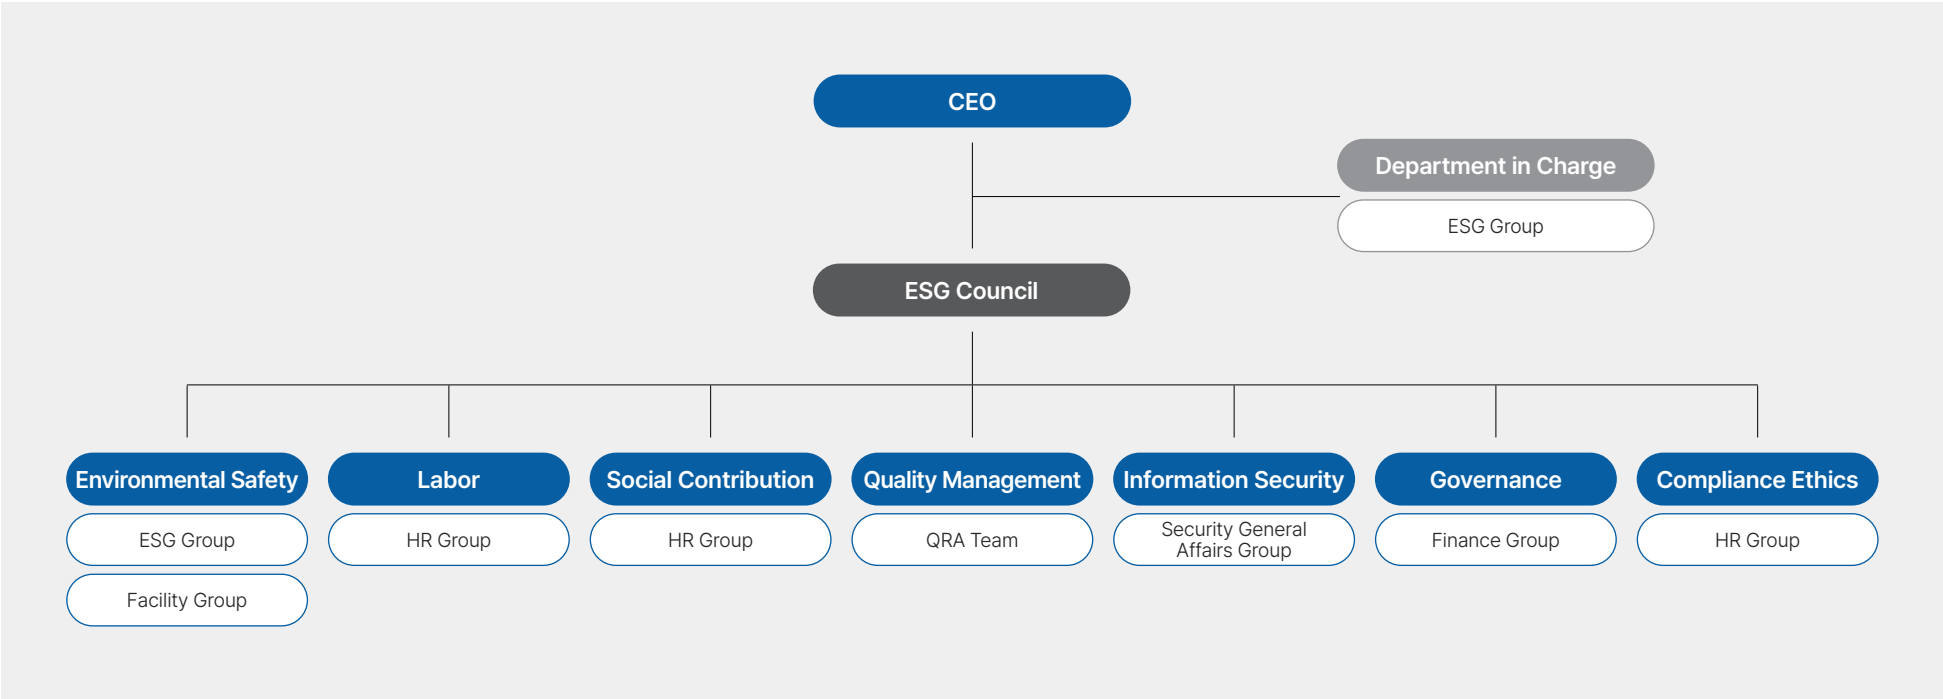 CEO
Department in Charge
ESG Group
ESG Council
Environmental Safety
ESG Group
Facility Group
Labor
HR Group
Social Contribution
HR Group
Quality Management
QRA Team
Information Security
Security General
Affairs Group
Governance
Finance Group
Compliance Ethics
HR Group